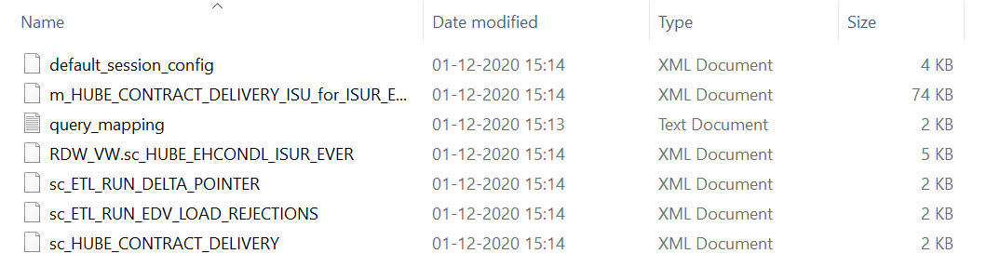 Name Date modified Type Size
default_session_config 01-12-2020 15:14 XML Document 4 KB
m_HUBE_CONTRACT_DELIVERY_ISU_for_ISUR_E... 01-12-2020 15:14 XML Document 74 KB
query_mapping 01-12-2020 15:13 Text Document 2 KB
RDW_VW.sc_HUBE_EHCONDL_ISUR_EVER 01-12-2020 15:14 XML Document 5 KB
sc_ETL_RUN_DELTA_POINTER 01-12-2020 15:14 XML Document 2 KB
sc_ETL_RUN_EDV_LOAD_REJECTIONS 01-12-2020 15:14 XML Document 2 KB
sc_HUBE_CONTRACT_DELIVERY 01-12-2020 15:14 XML Document 2 KB